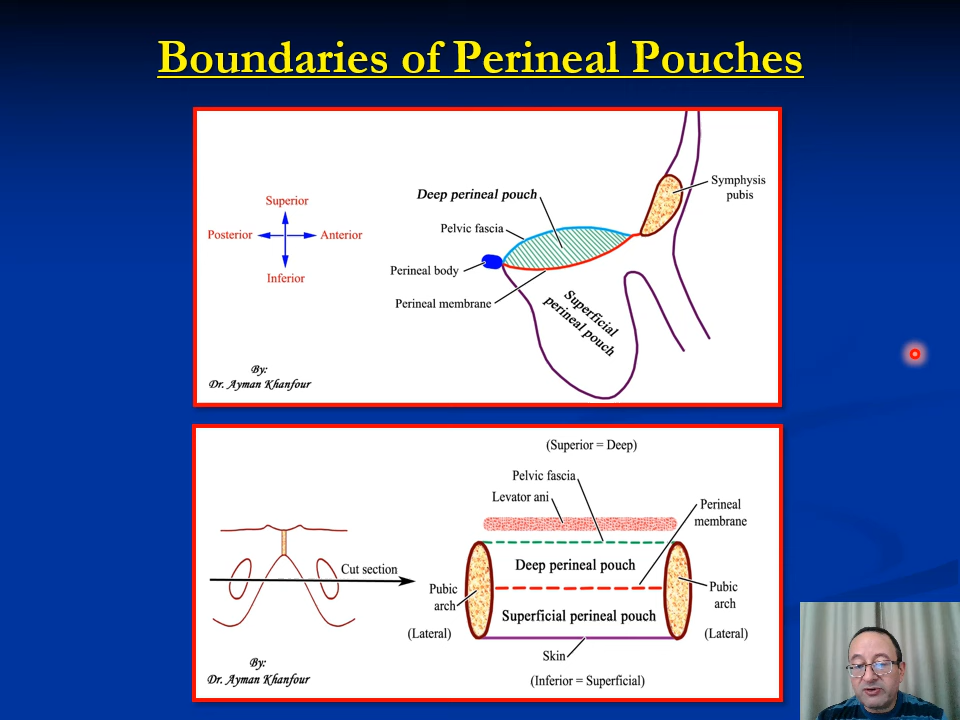 Boundaries of Perineal Pouches
Symphysis
pubis
Deep perineal pouch
Superior
Pelvic fascia
Posterior
Anterior
Perineal body
Inferior
Perineal membrane
Superficial
perineal pouch
By:
Dr. Ayman Khanfour
(Superior = Deep)
Pelvic fascia
Levator ani
Perineal
membrane
Cut section
Deep perineal pouch
Pubic
arch
Pubic
arch
Superficial perineal pouch
(Lateral)
(Lateral)
Skin
By:
Dr. Ayman Khanfour
(Inferior = Superficial)